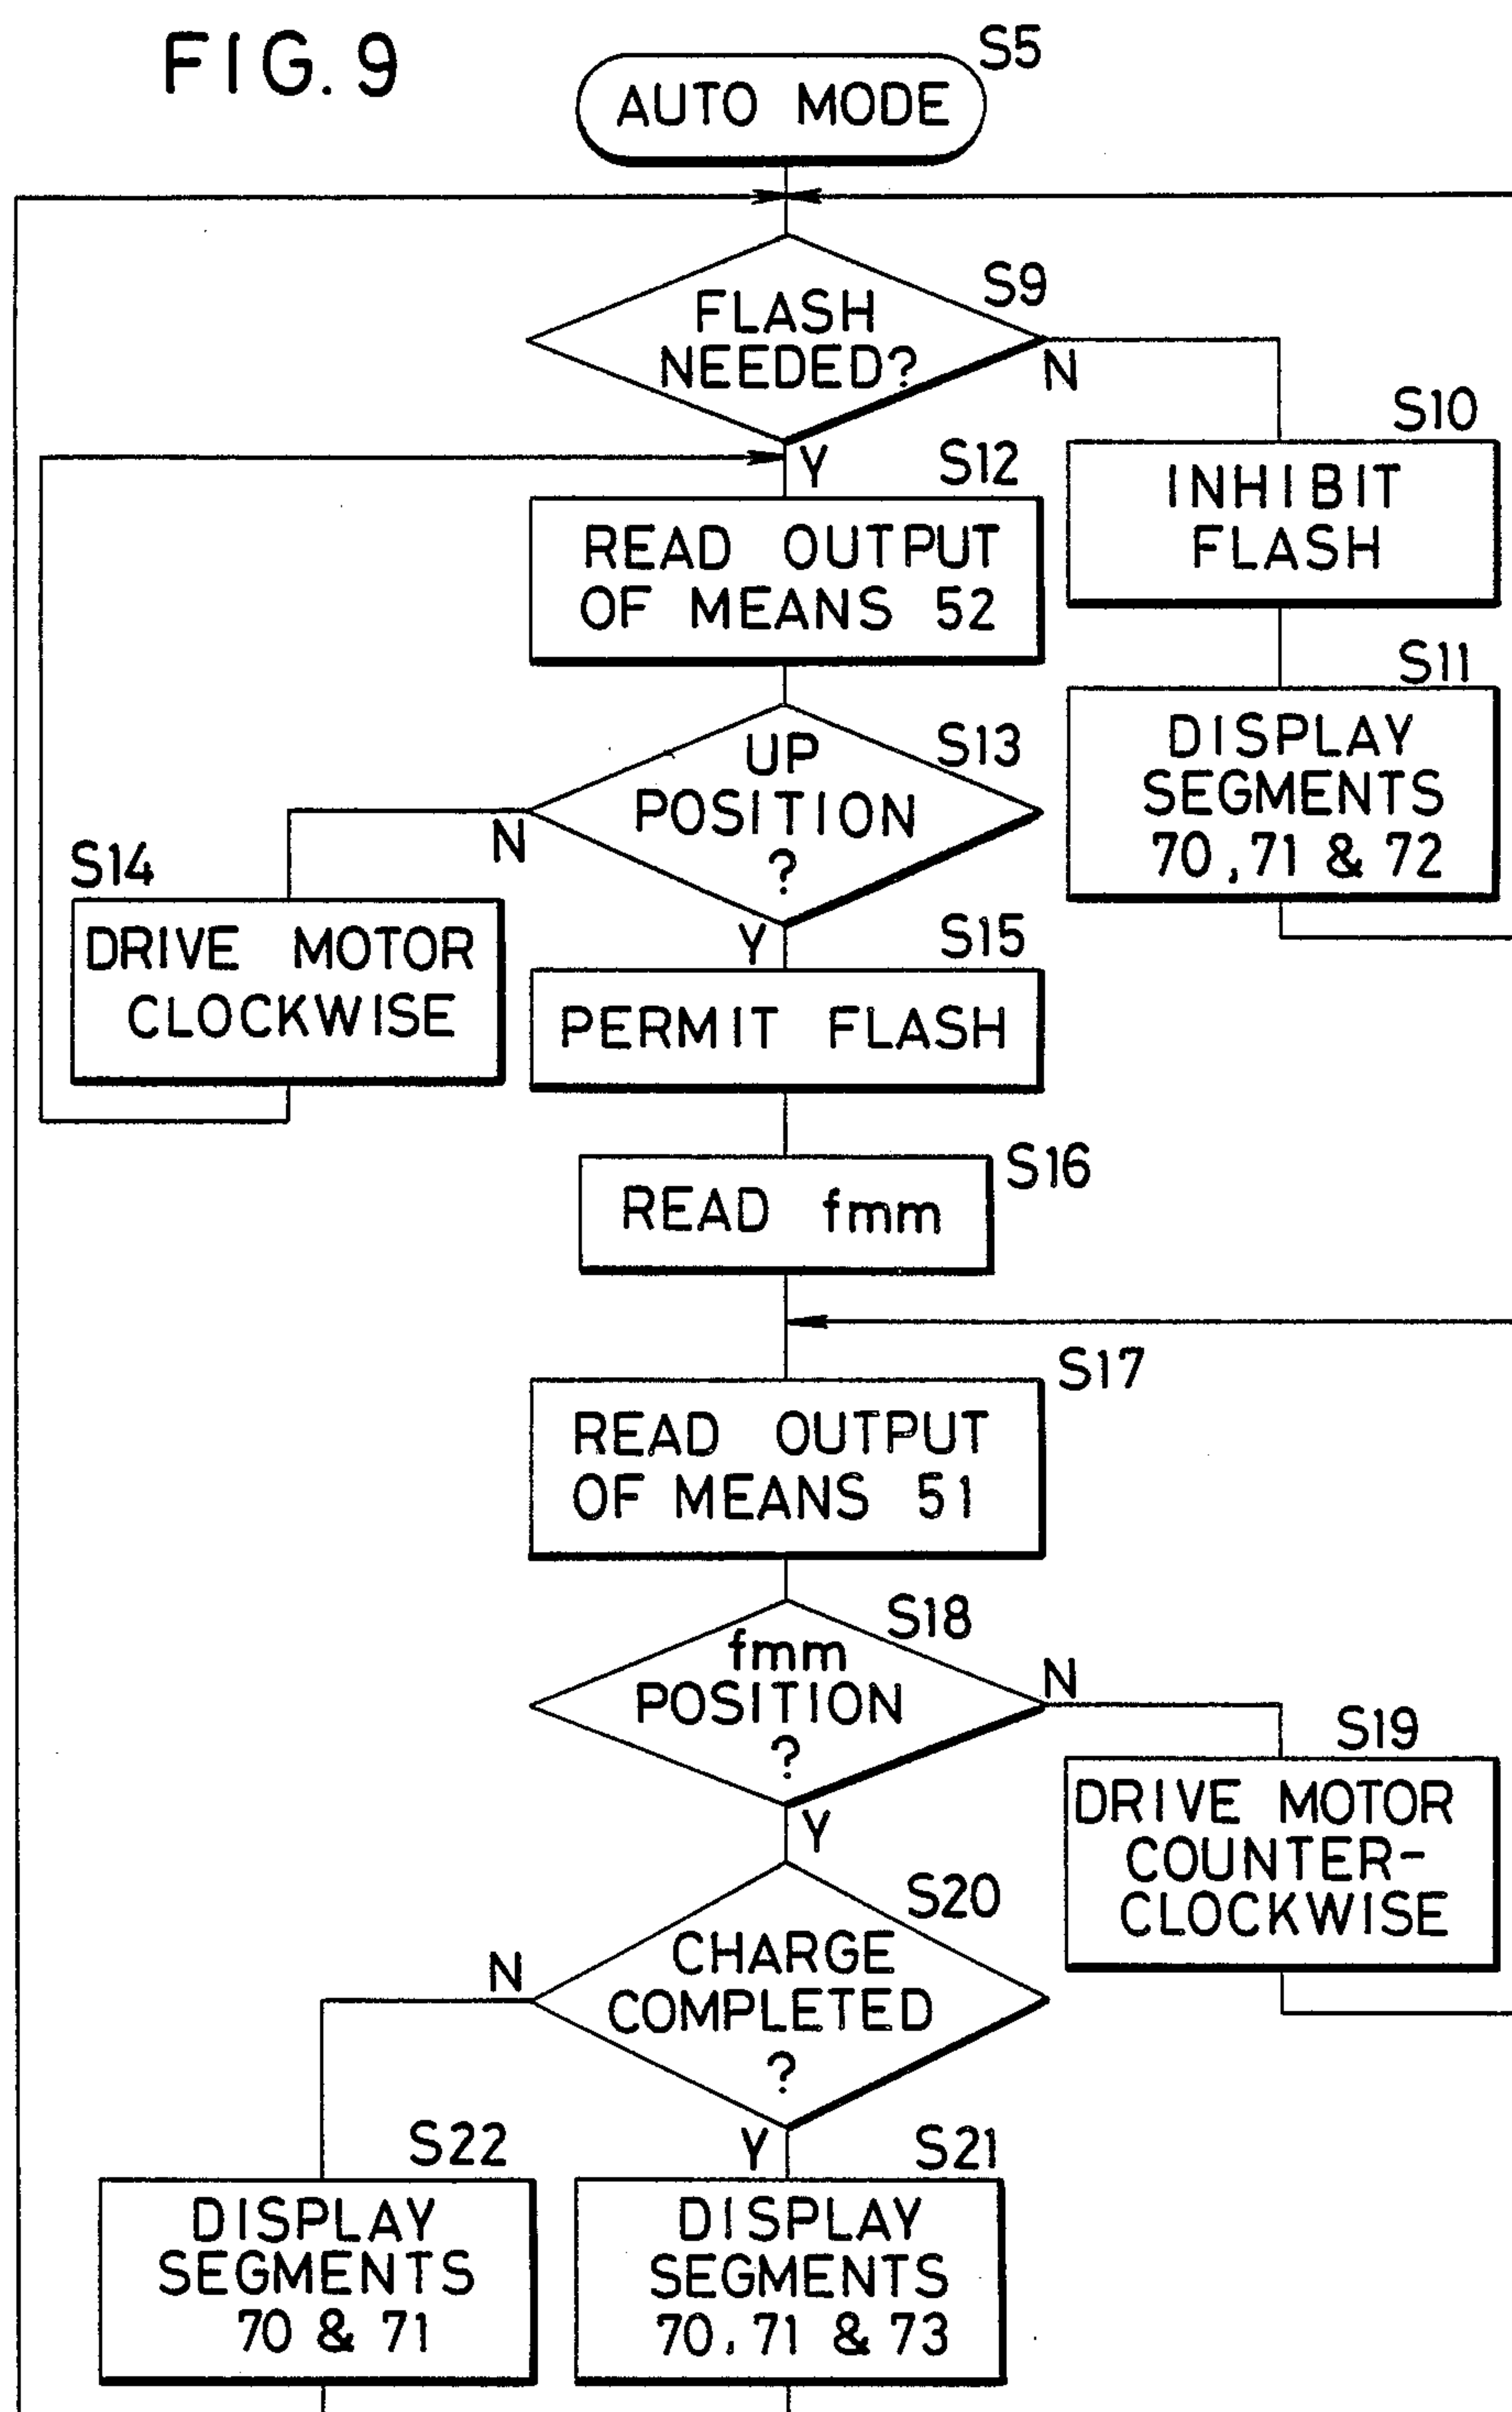 FIG. 9
S5
AUTO MODE
S9
FLASH
NEEDED?
N
Y
S10
INHIBIT
FLASH
S12
READ OUTPUT
OF MEANS 52
S11
DISPLAY
SEGMENTS
70, 71 & 72
S13
UP
POSITION
?
N
Y
S14
DRIVE MOTOR
CLOCKWISE
S15
PERMIT FLASH
S16
READ fmm
S17
READ OUTPUT
OF MEANS 51
S18
fmm
POSITION
?
N
Y
S19
DRIVE MOTOR
COUNTER-
CLOCKWISE
S20
CHARGE
COMPLETED
?
N
Y
S22
DISPLAY
SEGMENTS
70 & 71
S21
DISPLAY
SEGMENTS
70, 71 & 73